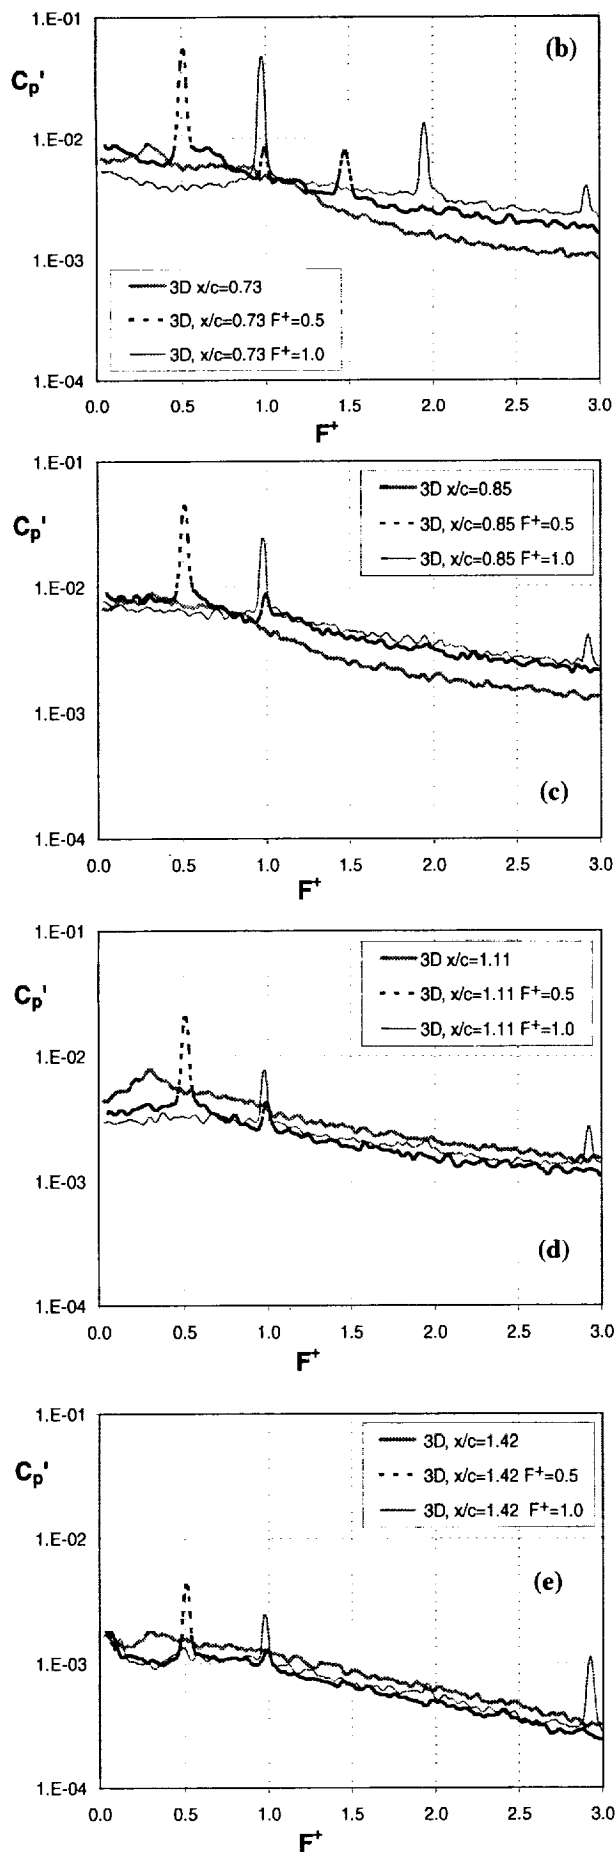 1.E-01
(b)
Cp'
1.E-02
1.E-03
3D x/c=0.73
3D, x/c=0.73 F+=0.5
3D, x/c=0.73 F+=1.0
1.E-04
0.0 0.5 1.0 1.5 2.0 2.5 3.0
F+
1.E-01
3D x/c=0.85
Cp'
3D, x/c=0.85 F+=0.5
3D, x/c=0.85 F+=1.0
1.E-02
1.E-03
(c)
1.E-04
0.0 0.5 1.0 1.5 2.0 2.5 3.0
F+
1.E-01
3D x/c=1.11
Cp'
3D, x/c=1.11 F+=0.5
3D, x/c=1.11 F+=1.0
1.E-02
1.E-03
(d)
1.E-04
0.0 0.5 1.0 1.5 2.0 2.5 3.0
F+
1.E-01
3D, x/c=1.42
Cp'
3D, x/c=1.42 F+=0.5
3D, x/c=1.42 F+=1.0
1.E-02
(e)
1.E-03
1.E-04
0.0 0.5 1.0 1.5 2.0 2.5 3.0
F+